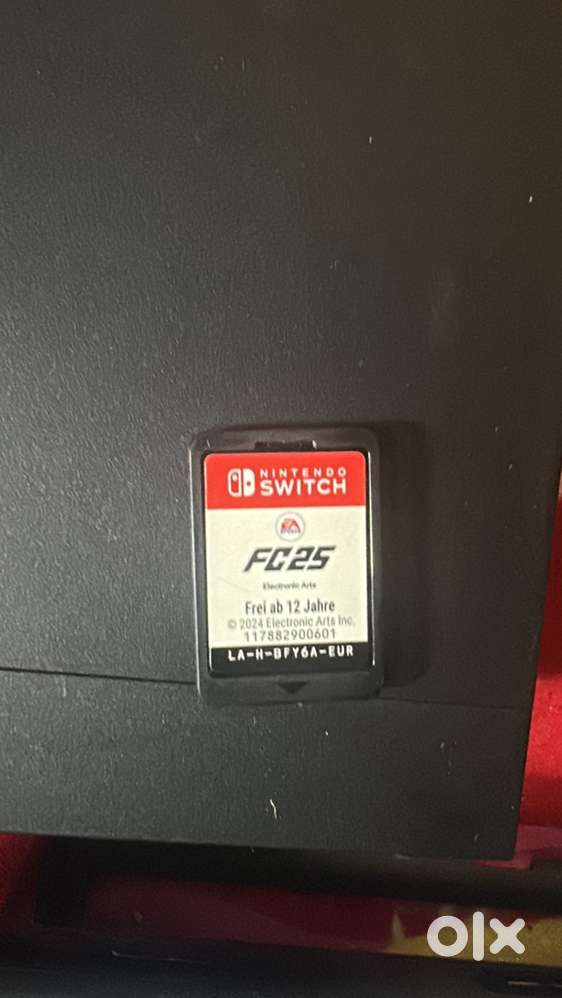 NINTENDO
SWITCH
EA
SPORTS
FC25
Electronic Arts
Frei ab 12 Jahre
© 2024 Electronic Arts Inc.
117882900601
LA-H-BFY6A-EUR
olx